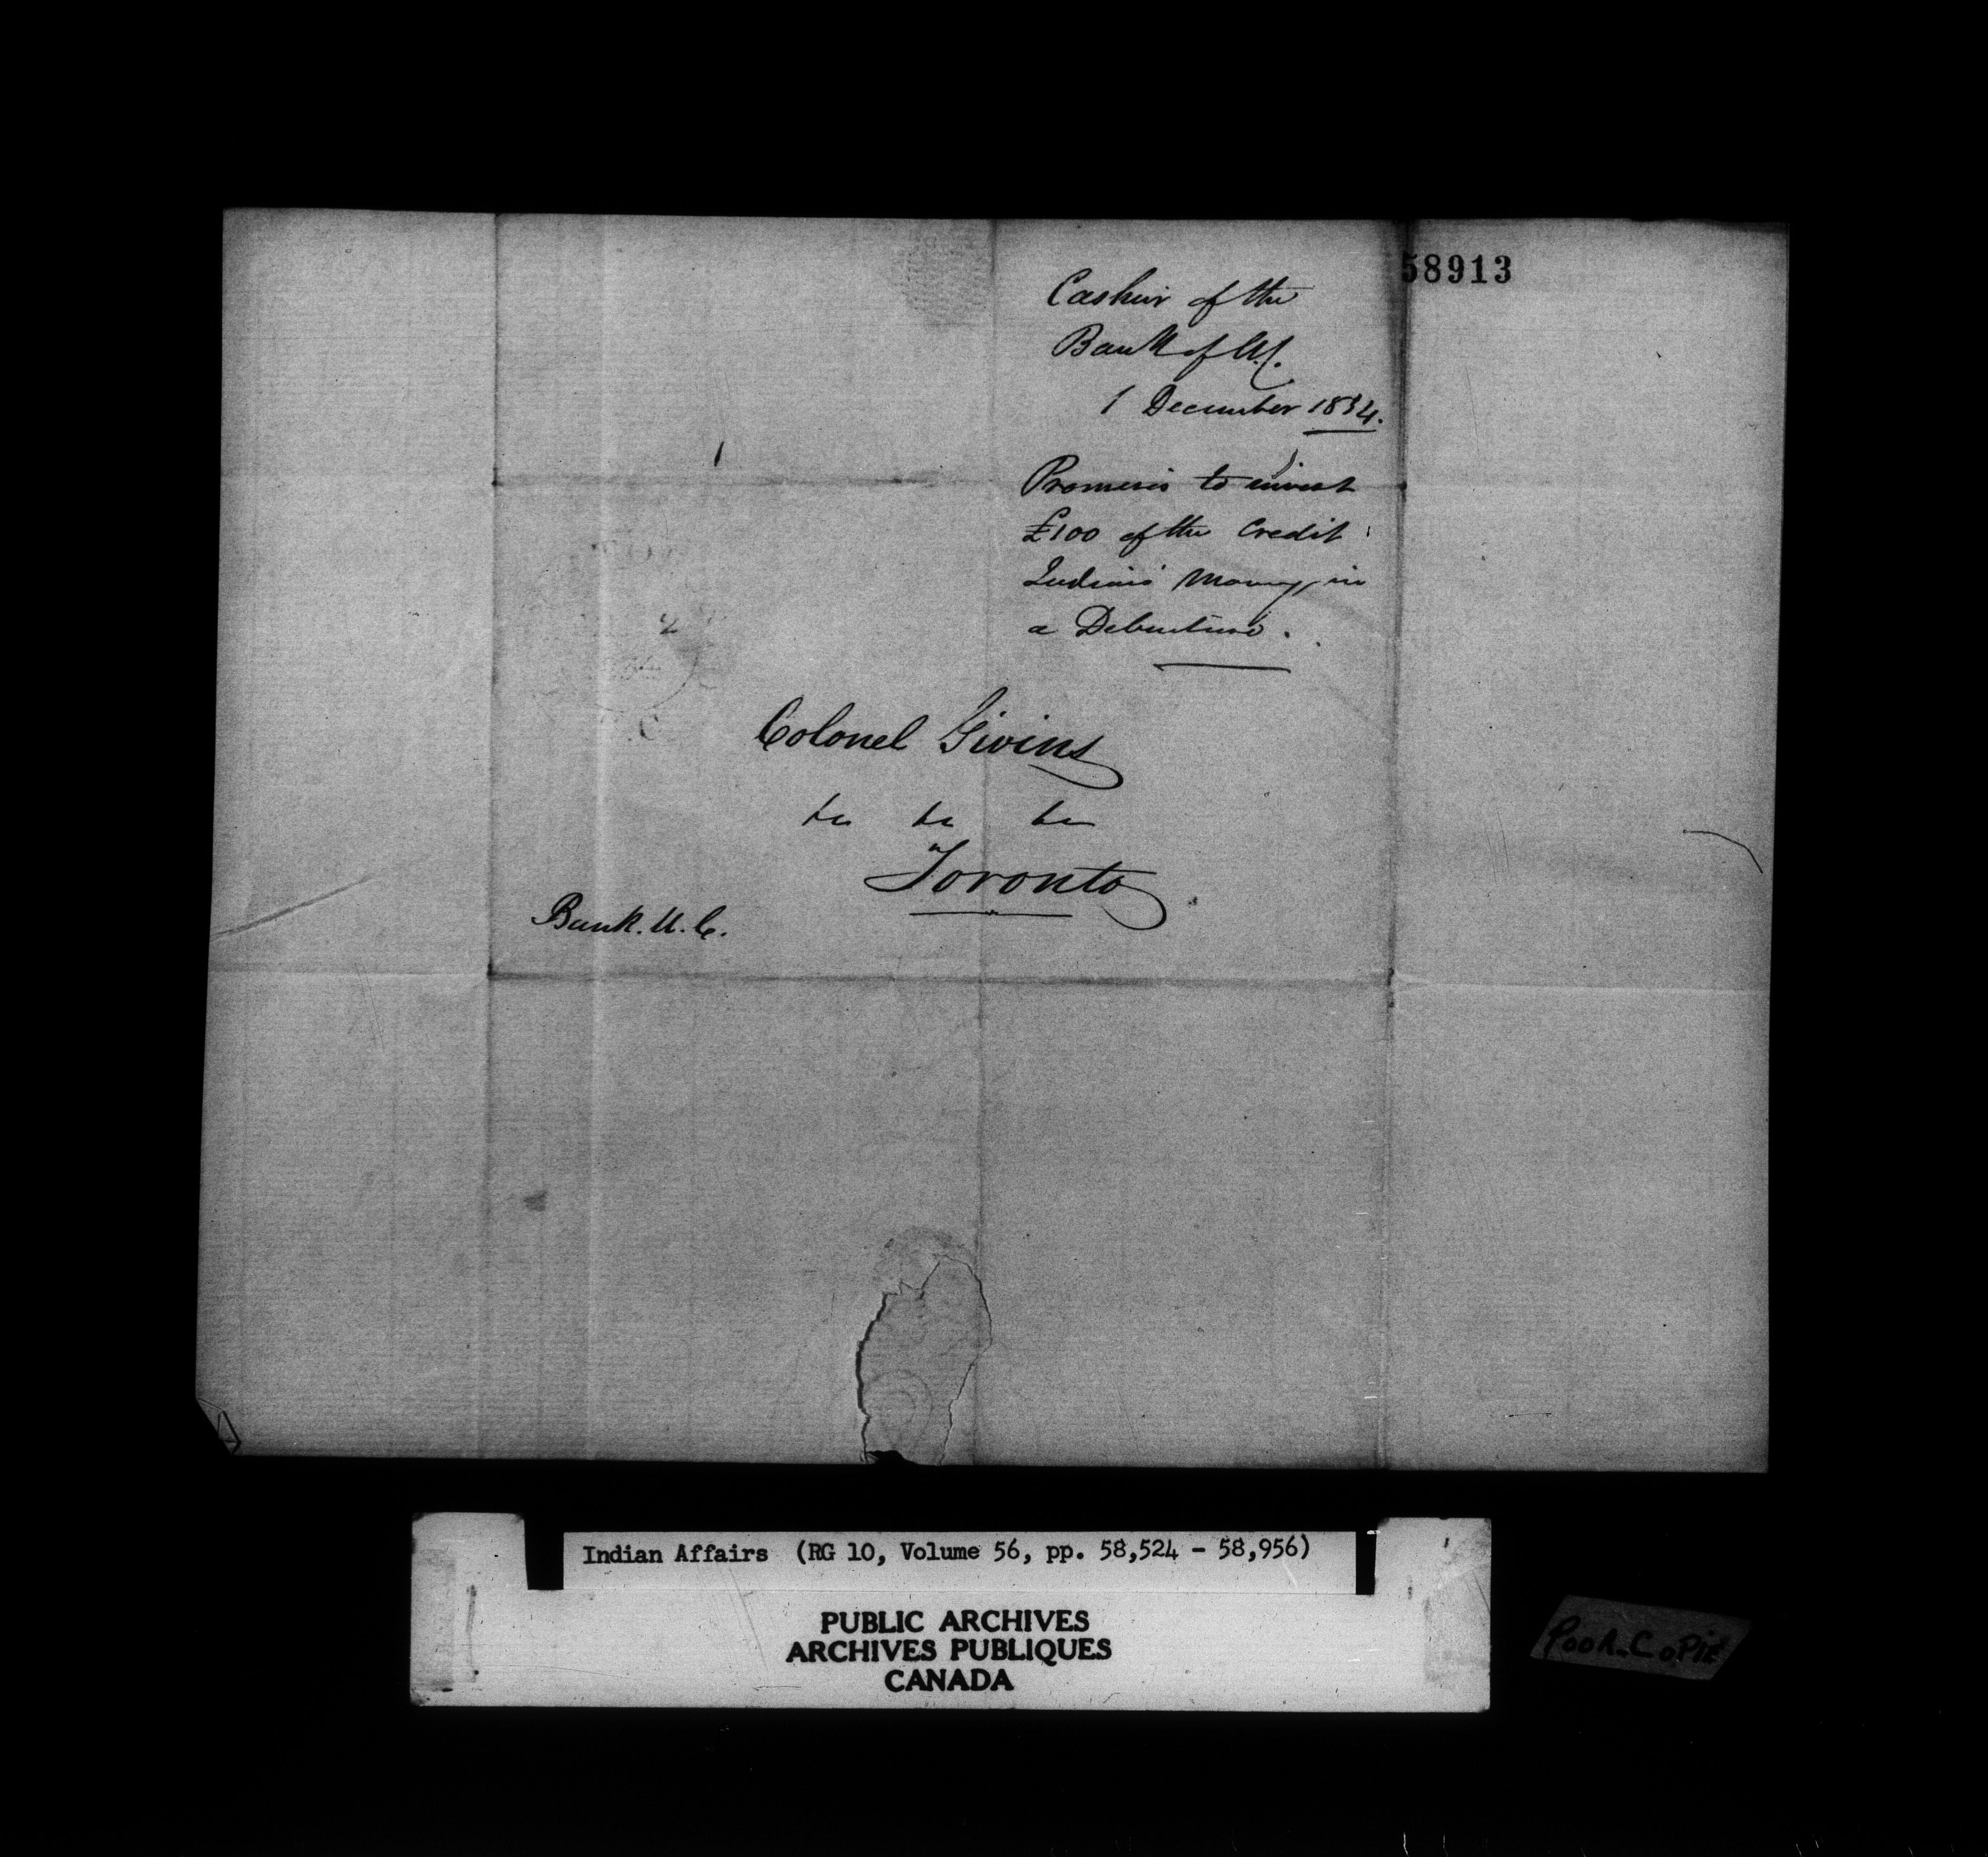 58913
Cashier of the
Bank of U.C.
1 December 1834.
Promises to invest
£100 of the Credit
Indians' Money in
a Debenture.
Colonel Givins
&c &c &c
Toronto
Bank. U. C.
Indian Affairs (RG 10, Volume 56, pp. 58,524 - 58,956)
PUBLIC ARCHIVES
ARCHIVES PUBLIQUES
CANADA
POOR COPIE